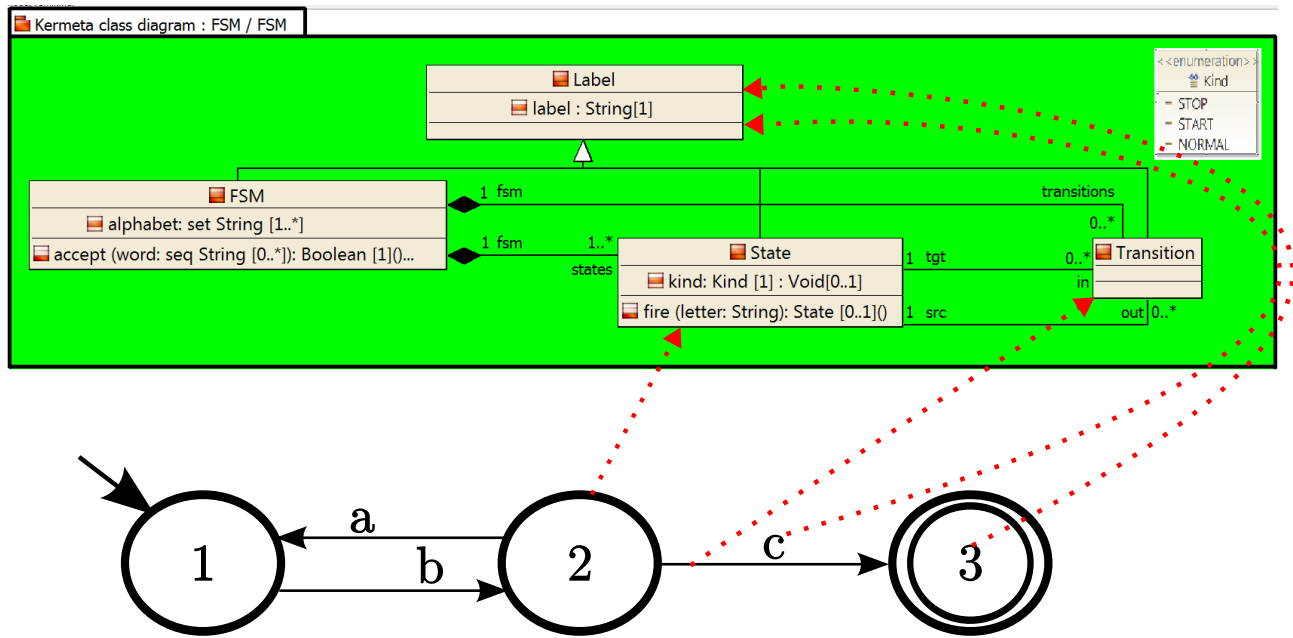 Kermeta class diagram : FSM / FSM
<<enumeration>>
Kind
STOP
START
NORMAL
Label
label : String[1]
FSM
alphabet: set String [1..*]
accept (word: seq String [0..*]): Boolean [1]()...
1 fsm
transitions
0..*
1 fsm
1..*
states
State
kind: Kind [1] : Void[0..1]
fire (letter: String): State [0..1]()
1 tgt
0..*
in
Transition
1 src
out 0..*
a
b
c
1
2
3